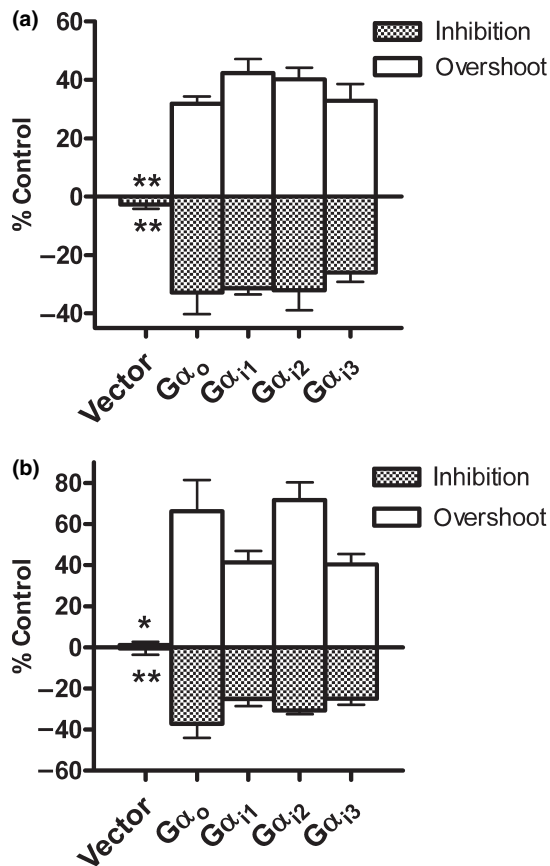 (a)
60
40
20
0
−20
−40
% Control
Inhibition
Overshoot
**
**
Vector
Gαo
Gαi1
Gαi2
Gαi3
(b)
80
60
40
20
0
−20
−40
−60
% Control
Inhibition
Overshoot
*
**
Vector
Gαo
Gαi1
Gαi2
Gαi3